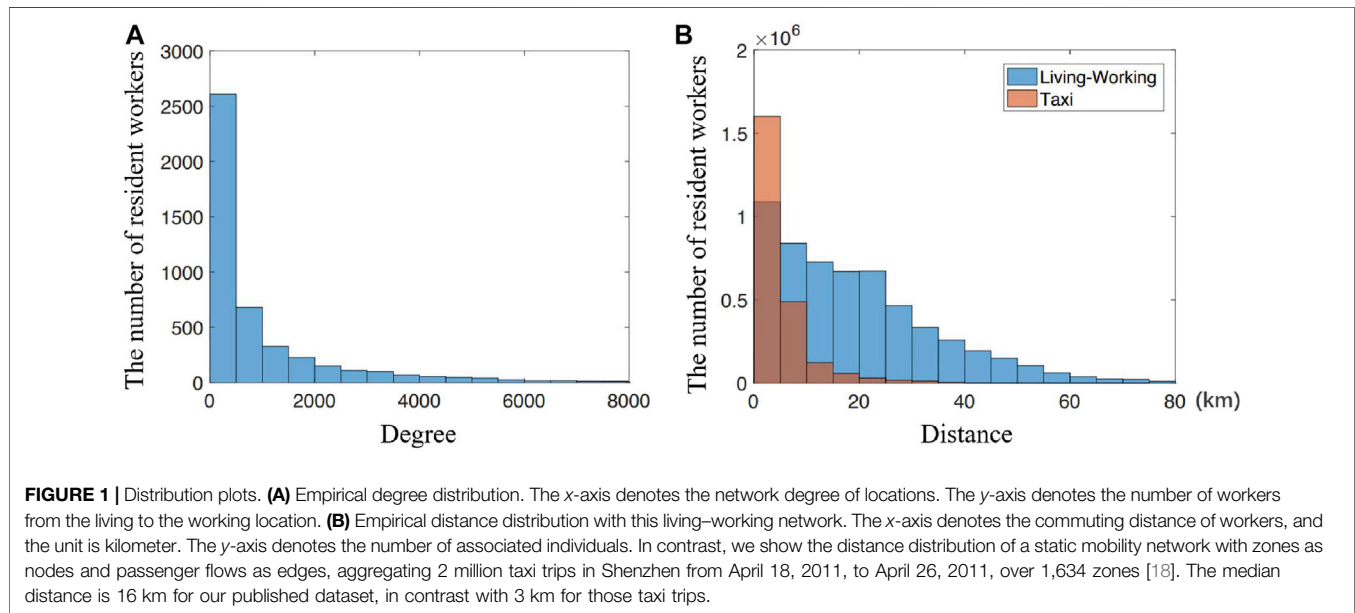 A
The number of resident workers
3000
2500
2000
1500
1000
500
0
0 2000 4000 6000 8000
Degree
B
The number of resident workers
×10⁶
2
1.5
1
0.5
0
Living-Working
Taxi
0 20 40 60 80 (km)
Distance
FIGURE 1 | Distribution plots. (A) Empirical degree distribution. The x-axis denotes the network degree of locations. The y-axis denotes the number of workers
from the living to the working location. (B) Empirical distance distribution with this living–working network. The x-axis denotes the commuting distance of workers, and
the unit is kilometer. The y-axis denotes the number of associated individuals. In contrast, we show the distance distribution of a static mobility network with zones as
nodes and passenger flows as edges, aggregating 2 million taxi trips in Shenzhen from April 18, 2011, to April 26, 2011, over 1,634 zones [18]. The median
distance is 16 km for our published dataset, in contrast with 3 km for those taxi trips.